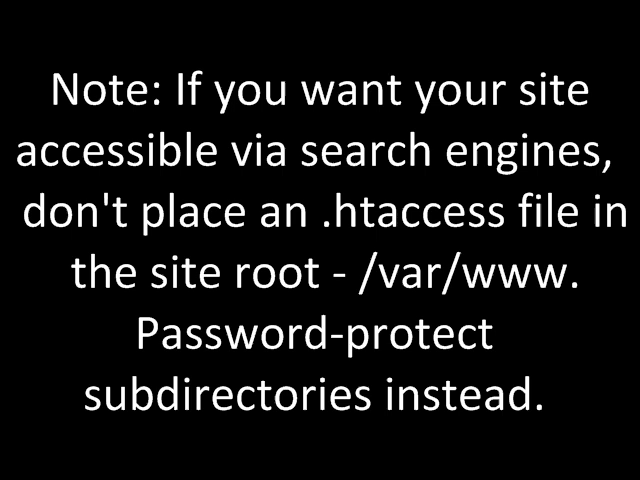 Note: If you want your site
accessible via search engines,
don't place an .htaccess file in
the site root - /var/www.
Password-protect
subdirectories instead.